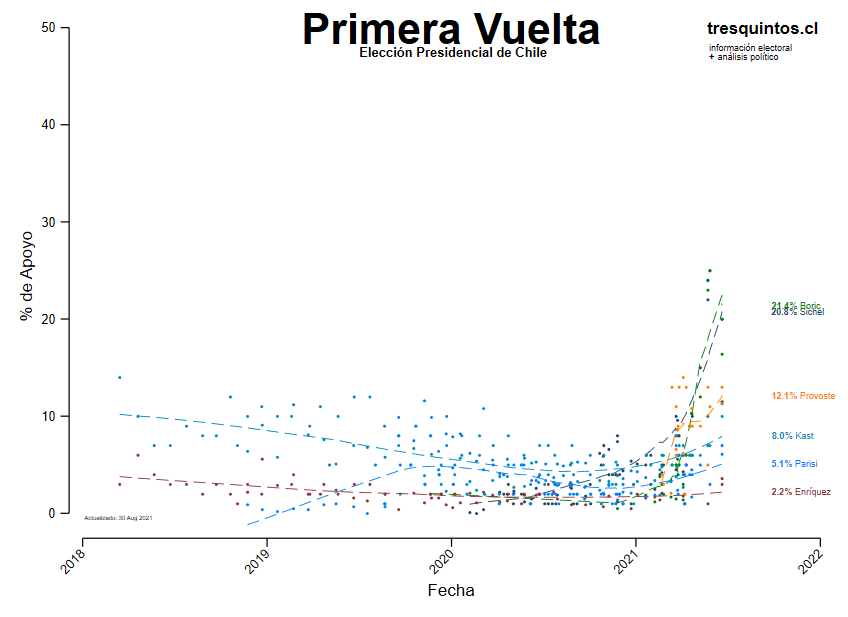 Primera Vuelta
Elección Presidencial de Chile
tresquintos.cl
información electoral
+ análisis político
50
40
30
20
10
0
% de Apoyo
21.4% Boric
20.8% Sichel
12.1% Provoste
8.0% Kast
5.1% Parisi
2.2% Enríquez
Actualizado: 30 Aug 2021
2018
2019
2020
2021
2022
Fecha